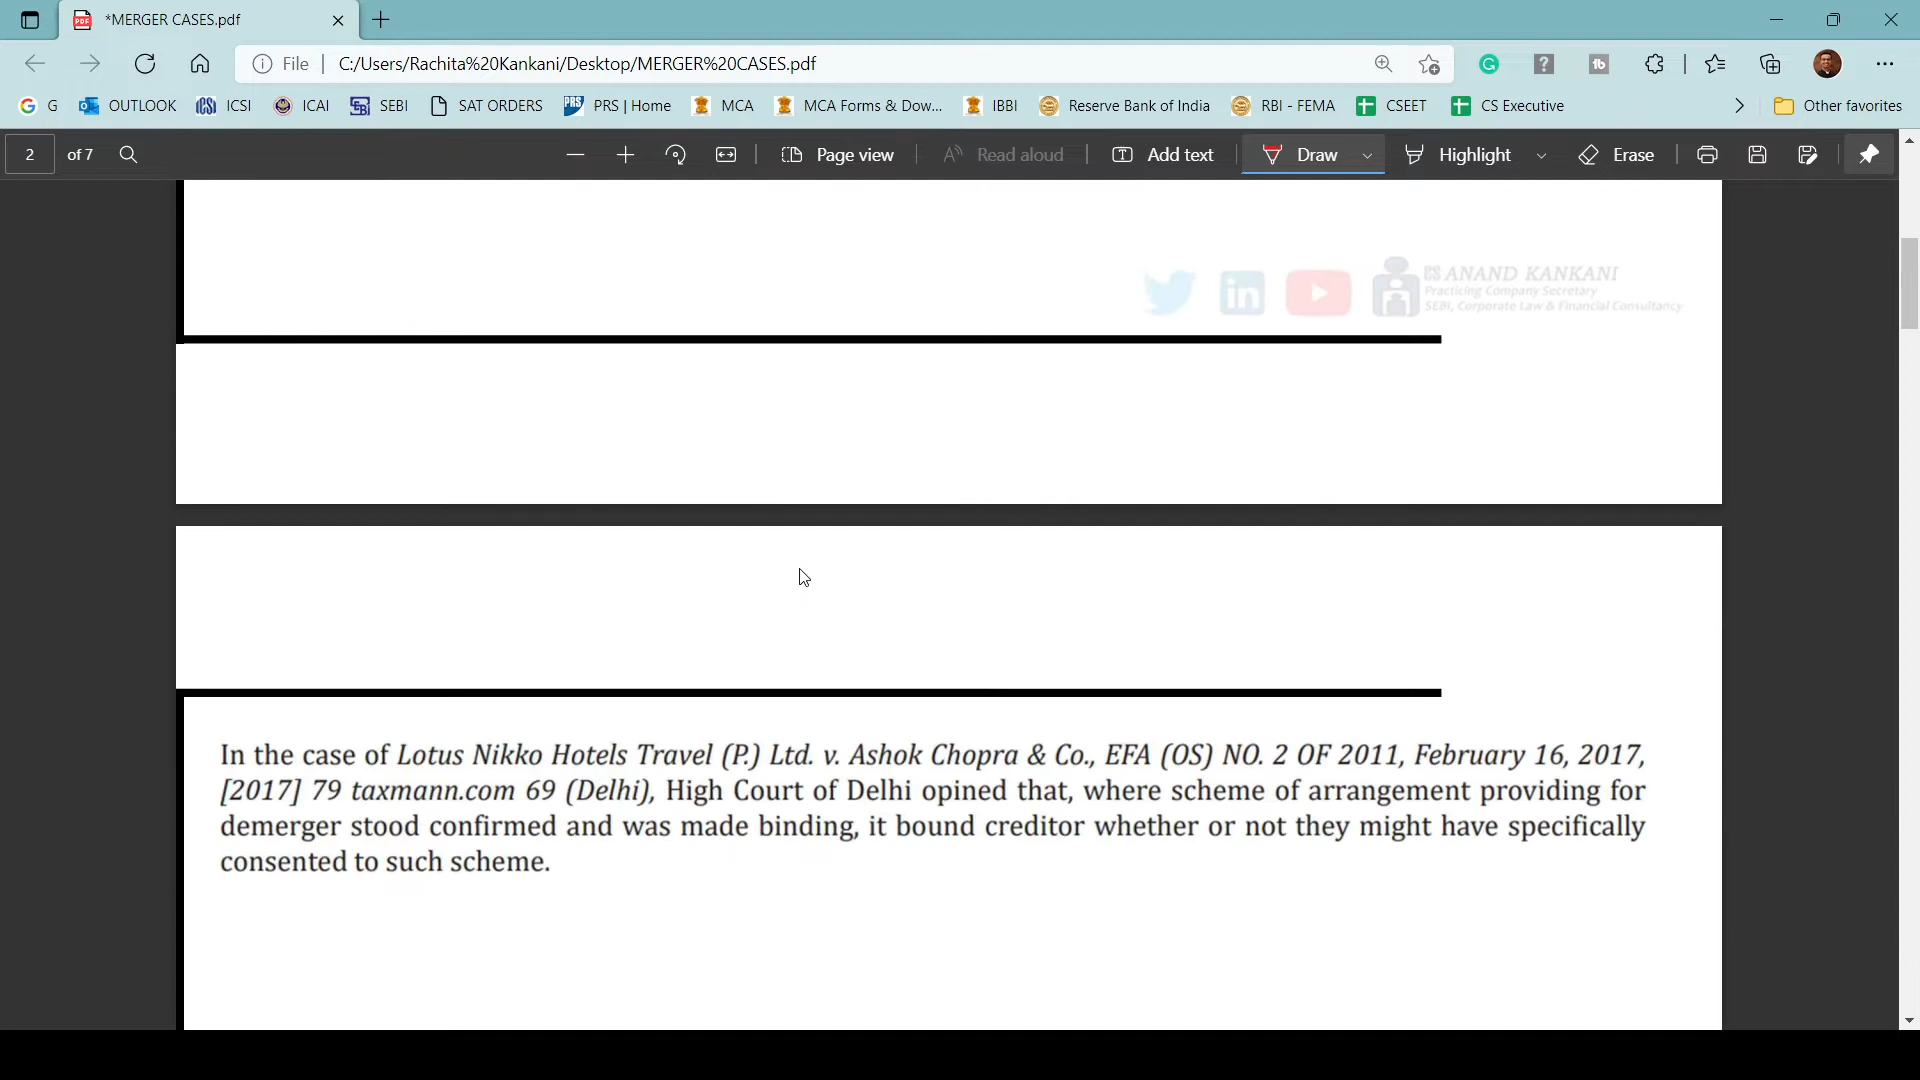 *MERGER CASES.pdf
File C:/Users/Rachita%20Kankani/Desktop/MERGER%20CASES.pdf
G OUTLOOK ICSI ICAI SEBI SAT ORDERS PRS | Home MCA MCA Forms & Dow... IBBI Reserve Bank of India RBI - FEMA CSEET CS Executive Other favorites
2 of 7 Page view Read aloud Add text Draw Highlight Erase
CS ANAND KANKANI
Practicing Company Secretary
SEBI, Corporate Law & Financial Consultancy
In the case of Lotus Nikko Hotels Travel (P.) Ltd. v. Ashok Chopra & Co., EFA (OS) NO. 2 OF 2011, February 16, 2017,
[2017] 79 taxmann.com 69 (Delhi), High Court of Delhi opined that, where scheme of arrangement providing for
demerger stood confirmed and was made binding, it bound creditor whether or not they might have specifically
consented to such scheme.